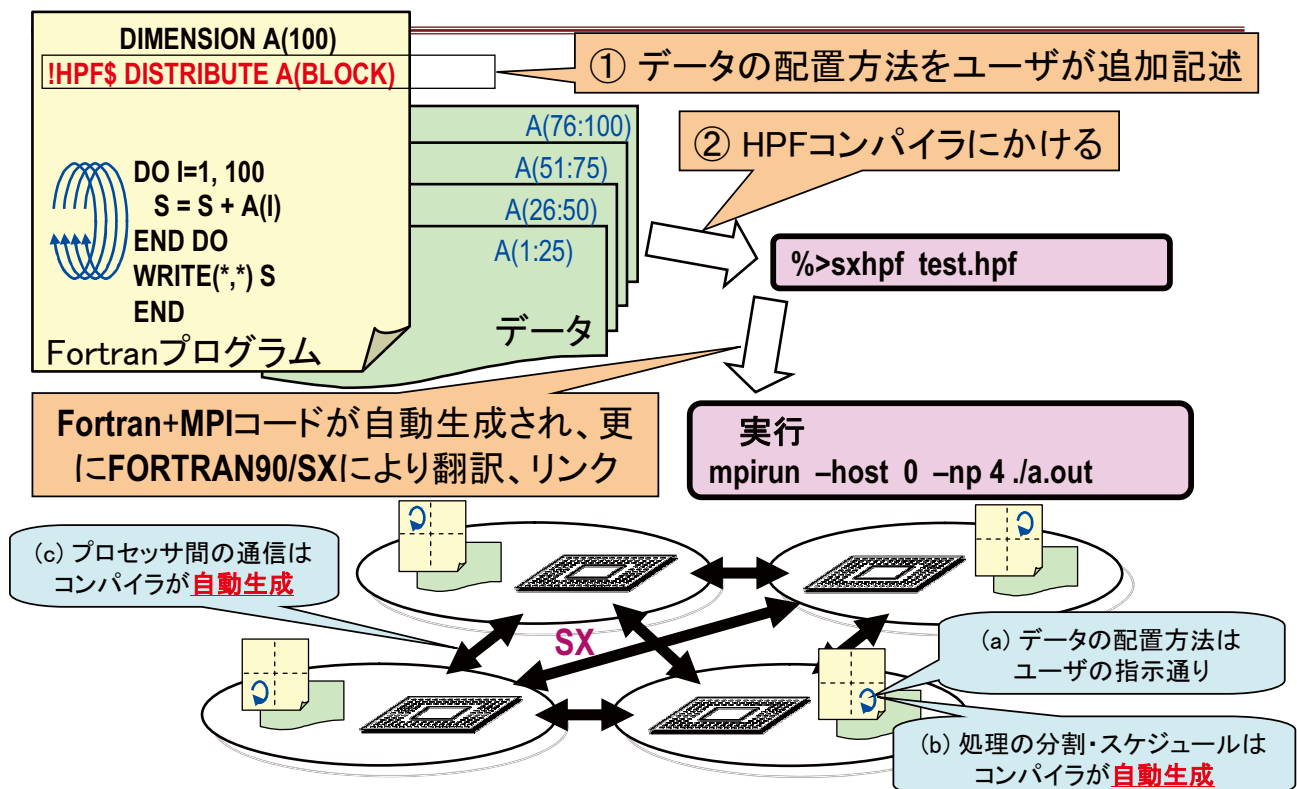 DIMENSION A(100)
!HPF$ DISTRIBUTE A(BLOCK)
DO I=1, 100
S = S + A(I)
END DO
WRITE(*,*) S
END
Fortranプログラム
A(76:100)
A(51:75)
A(26:50)
A(1:25)
データ
① データの配置方法をユーザが追加記述
② HPFコンパイラにかける
%>sxhpf test.hpf
Fortran+MPIコードが自動生成され、更
にFORTRAN90/SXにより翻訳、リンク
実行
mpirun –host 0 –np 4 ./a.out
(c) プロセッサ間の通信は
コンパイラが自動生成
SX
(a) データの配置方法は
ユーザの指示通り
(b) 処理の分割・スケジュールは
コンパイラが自動生成